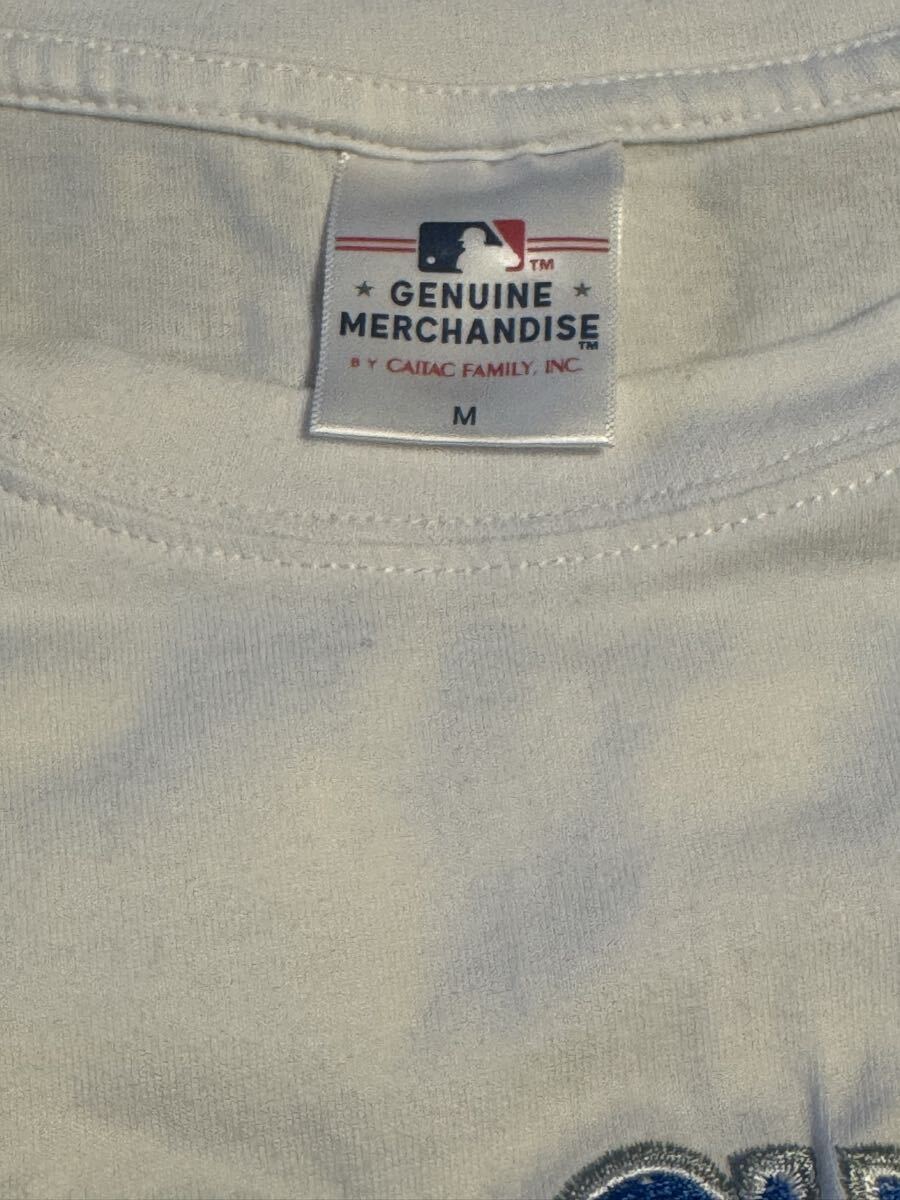 TM
★ GENUINE ★
MERCHANDISE
TM
BY CAITAC FAMILY, INC.
M